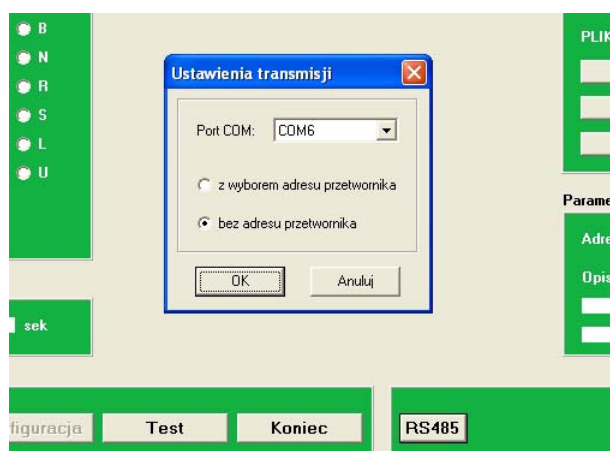 B
N
R
S
L
U
sek
Ustawienia transmisji
Port COM: COM6
z wyborem adresu przetwornika
bez adresu przetwornika
OK Anuluj
PLIK
Parame
Adre
Opis
figuracja Test Koniec RS485